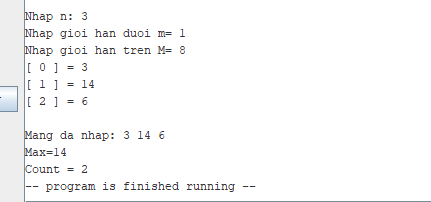 Nhap n: 3
Nhap gioi han duoi m= 1
Nhap gioi han tren M= 8
[ 0 ] = 3
[ 1 ] = 14
[ 2 ] = 6
Mang da nhap: 3 14 6
Max=14
Count = 2
-- program is finished running --